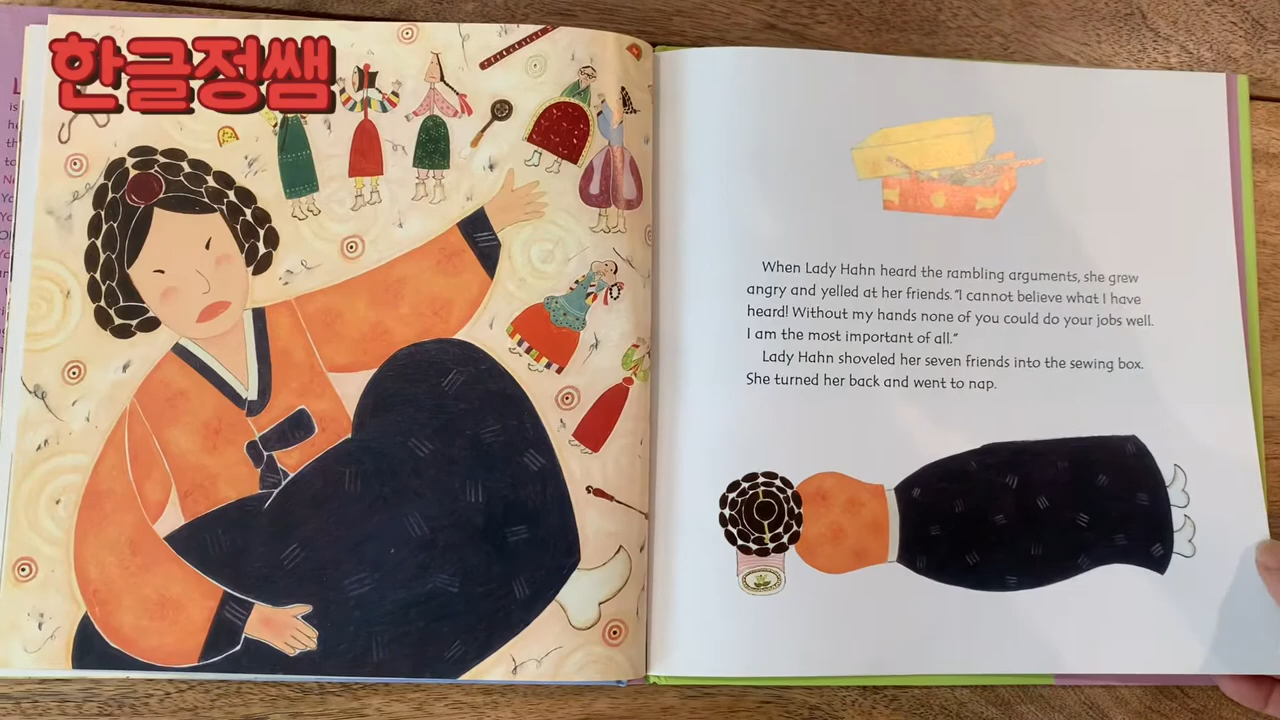 한글정쌤
When Lady Hahn heard the rambling arguments, she grew
angry and yelled at her friends. "I cannot believe what I have
heard! Without my hands none of you could do your jobs well.
I am the most important of all."
Lady Hahn shoveled her seven friends into the sewing box.
She turned her back and went to nap.